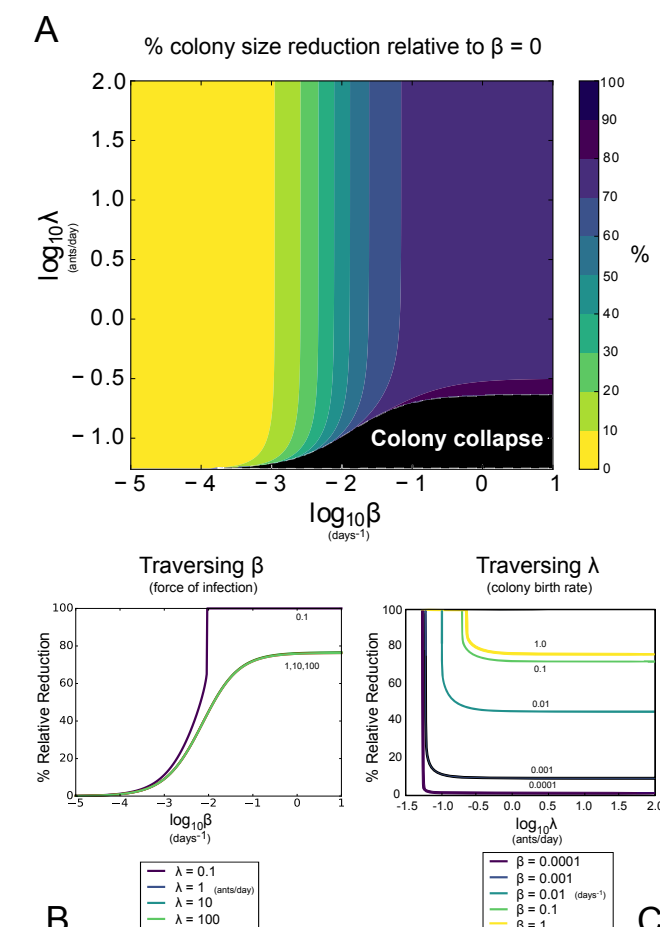 A
% colony size reduction relative to β = 0
2.0
1.5
1.0
0.5
0.0
− 0.5
− 1.0
log10λ
(ants/day)
− 5
− 4
− 3
− 2
− 1
0
1
log10β
(days-1)
Colony collapse
100
90
80
70
60
50
40
30
20
10
0
%
Traversing β
(force of infection)
100
80
60
40
20
0
% Relative Reduction
0.1
1,10,100
−5
−4
−3
−2
−1
0
1
log10β
(days-1)
λ = 0.1
λ = 1 (ants/day)
λ = 10
λ = 100
B
Traversing λ
(colony birth rate)
100
80
60
40
20
0
% Relative Reduction
1.0
0.1
0.01
0.001
0.0001
-1.5
-1.0
-0.5
0.0
0.5
1.0
1.5
2.0
log10λ
(ants/day)
β = 0.0001
β = 0.001
β = 0.01 (days-1)
β = 0.1
β = 1
C